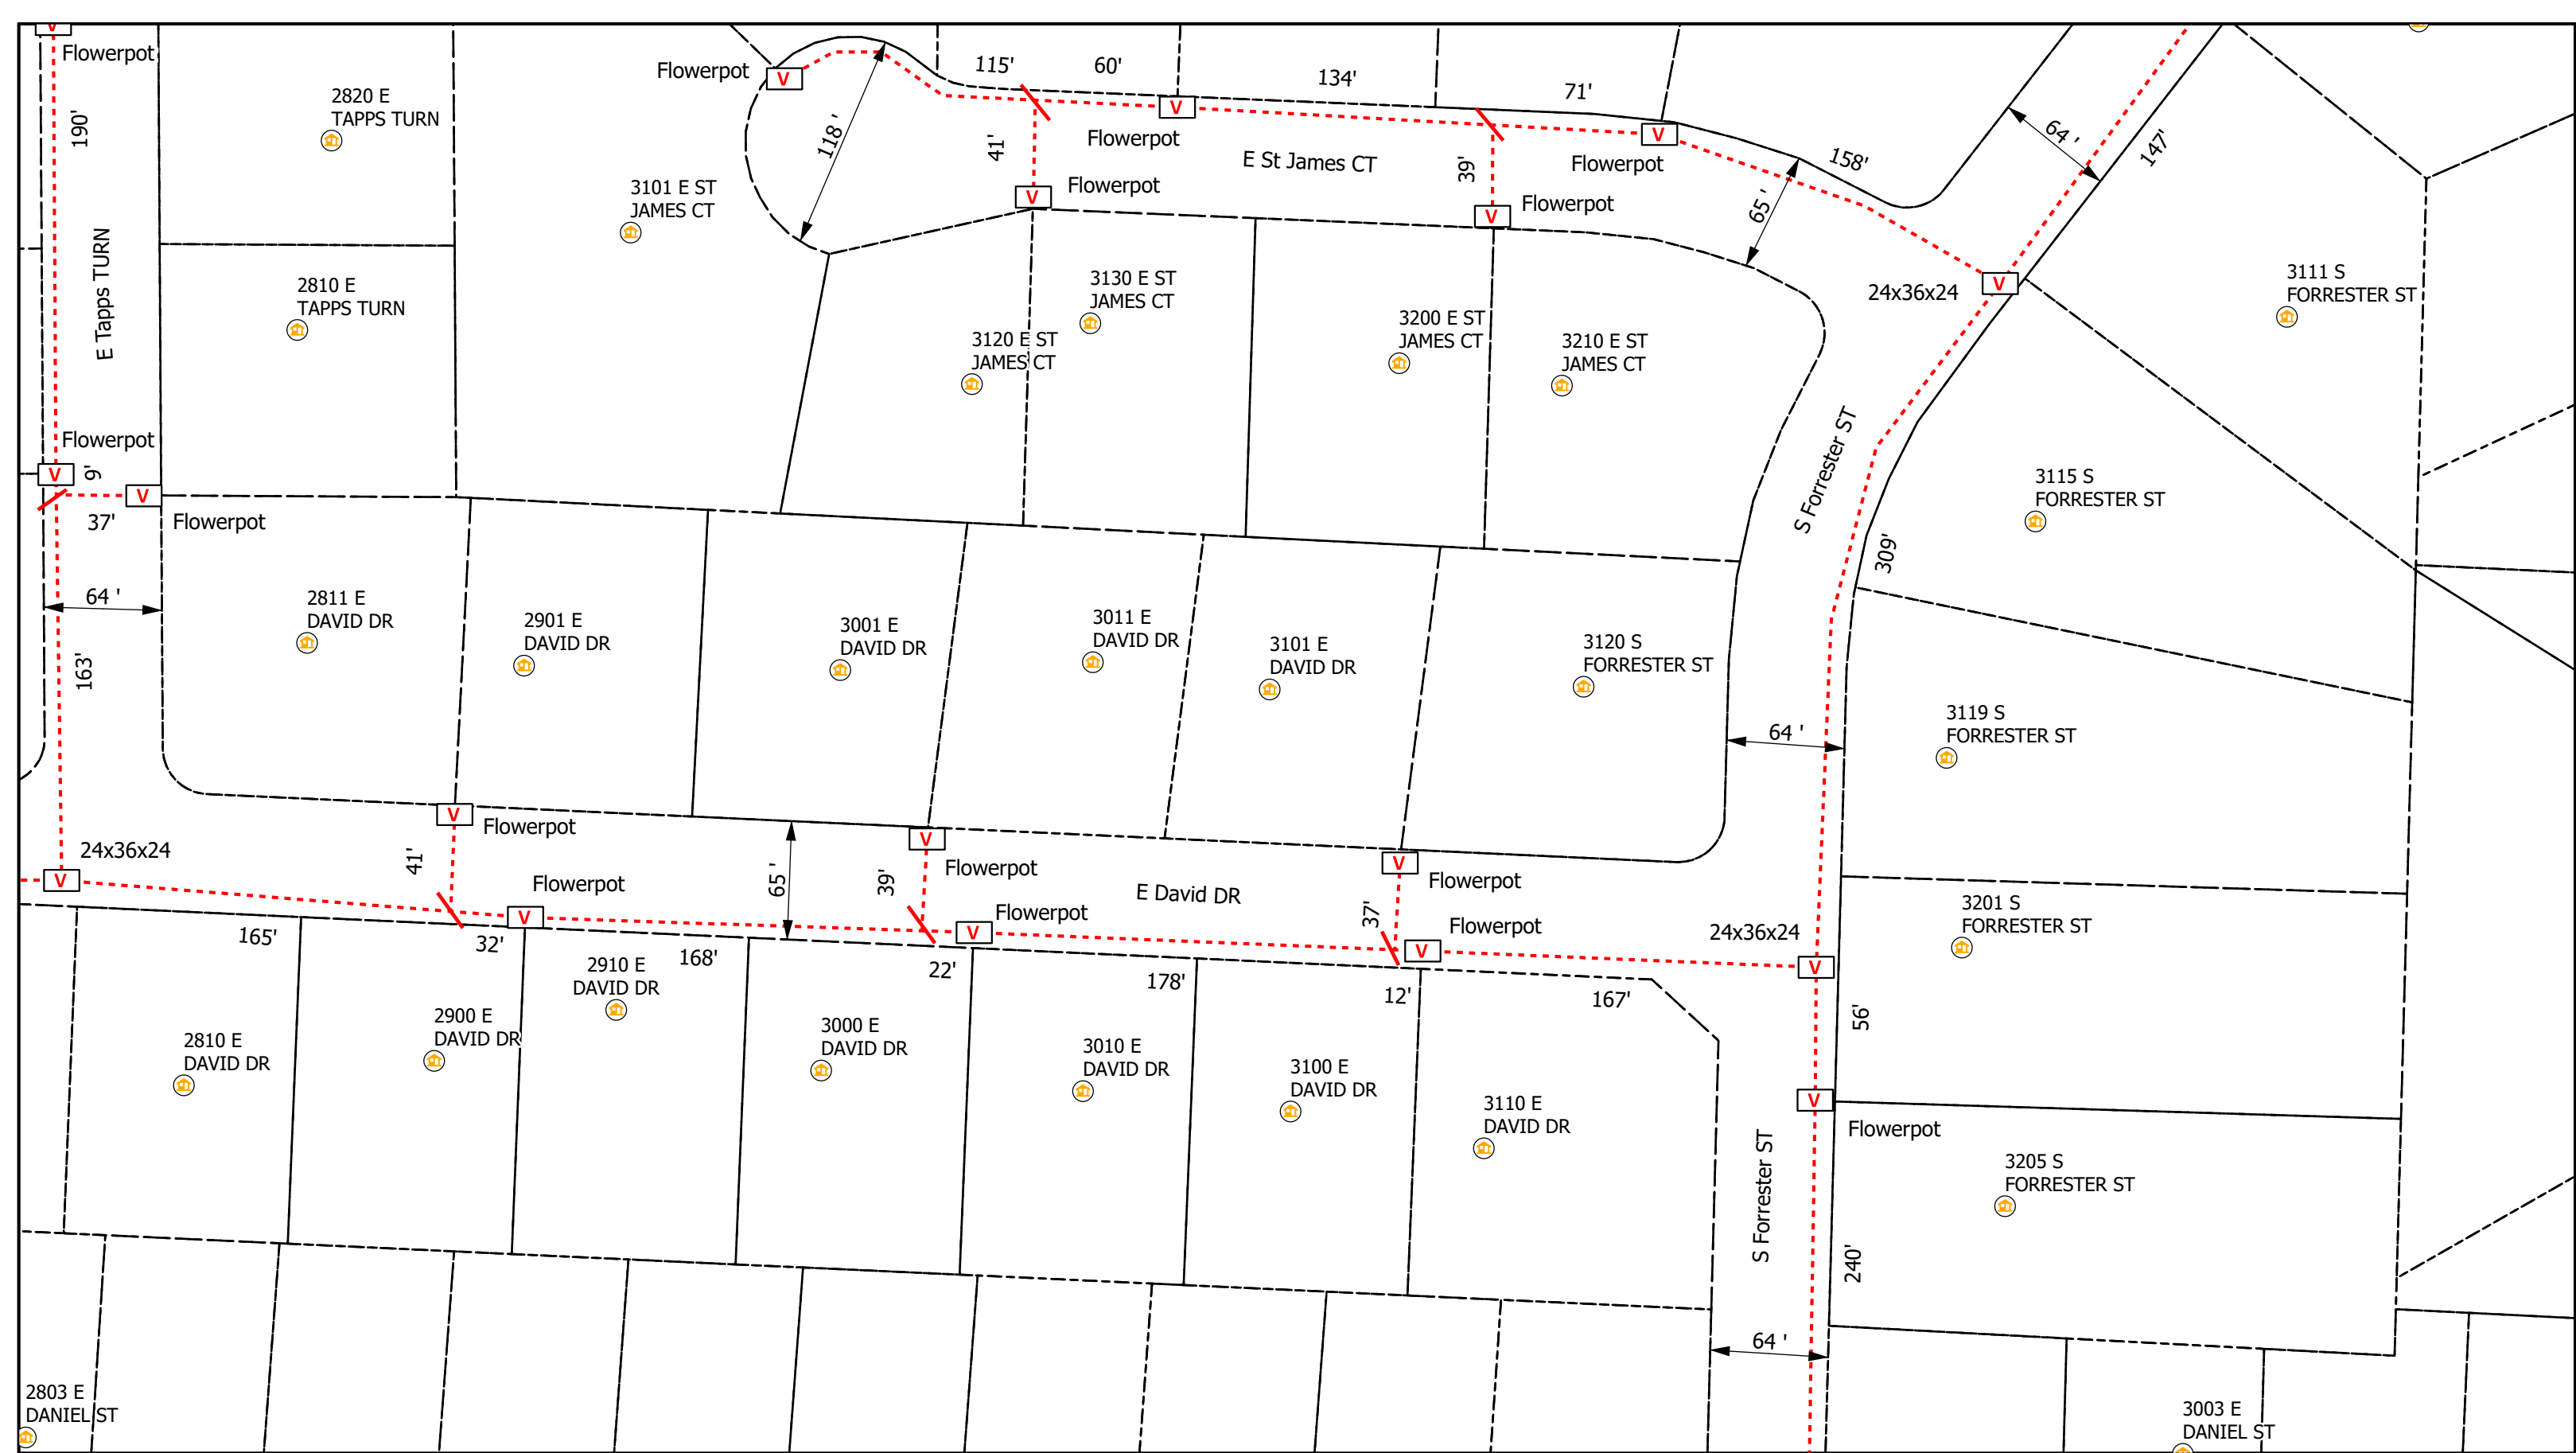 V
Flowerpot
190'
2820 E
TAPPS TURN
E Tapps TURN
2810 E
TAPPS TURN
Flowerpot
V
118 '
115'
60'
134'
71'
V
Flowerpot
41'
V
Flowerpot
E St James CT
39'
V
Flowerpot
V
Flowerpot
158'
65 '
64 '
147'
3101 E ST
JAMES CT
3130 E ST
JAMES CT
3120 E ST
JAMES CT
3200 E ST
JAMES CT
3210 E ST
JAMES CT
24x36x24
V
3111 S
FORRESTER ST
S Forrester ST
3115 S
FORRESTER ST
309'
Flowerpot
V
9'
V
37'
Flowerpot
64 '
163'
2811 E
DAVID DR
2901 E
DAVID DR
3001 E
DAVID DR
3011 E
DAVID DR
3101 E
DAVID DR
3120 S
FORRESTER ST
64 '
3119 S
FORRESTER ST
24x36x24
V
V
Flowerpot
41'
Flowerpot
V
65 '
39'
V
Flowerpot
Flowerpot
V
E David DR
V
Flowerpot
37'
Flowerpot
V
24x36x24
V
3201 S
FORRESTER ST
165'
32'
168'
22'
178'
12'
167'
56'
2810 E
DAVID DR
2900 E
DAVID DR
2910 E
DAVID DR
3000 E
DAVID DR
3010 E
DAVID DR
3100 E
DAVID DR
3110 E
DAVID DR
V
Flowerpot
S Forrester ST
3205 S
FORRESTER ST
240'
64 '
2803 E
DANIEL ST
3003 E
DANIEL ST